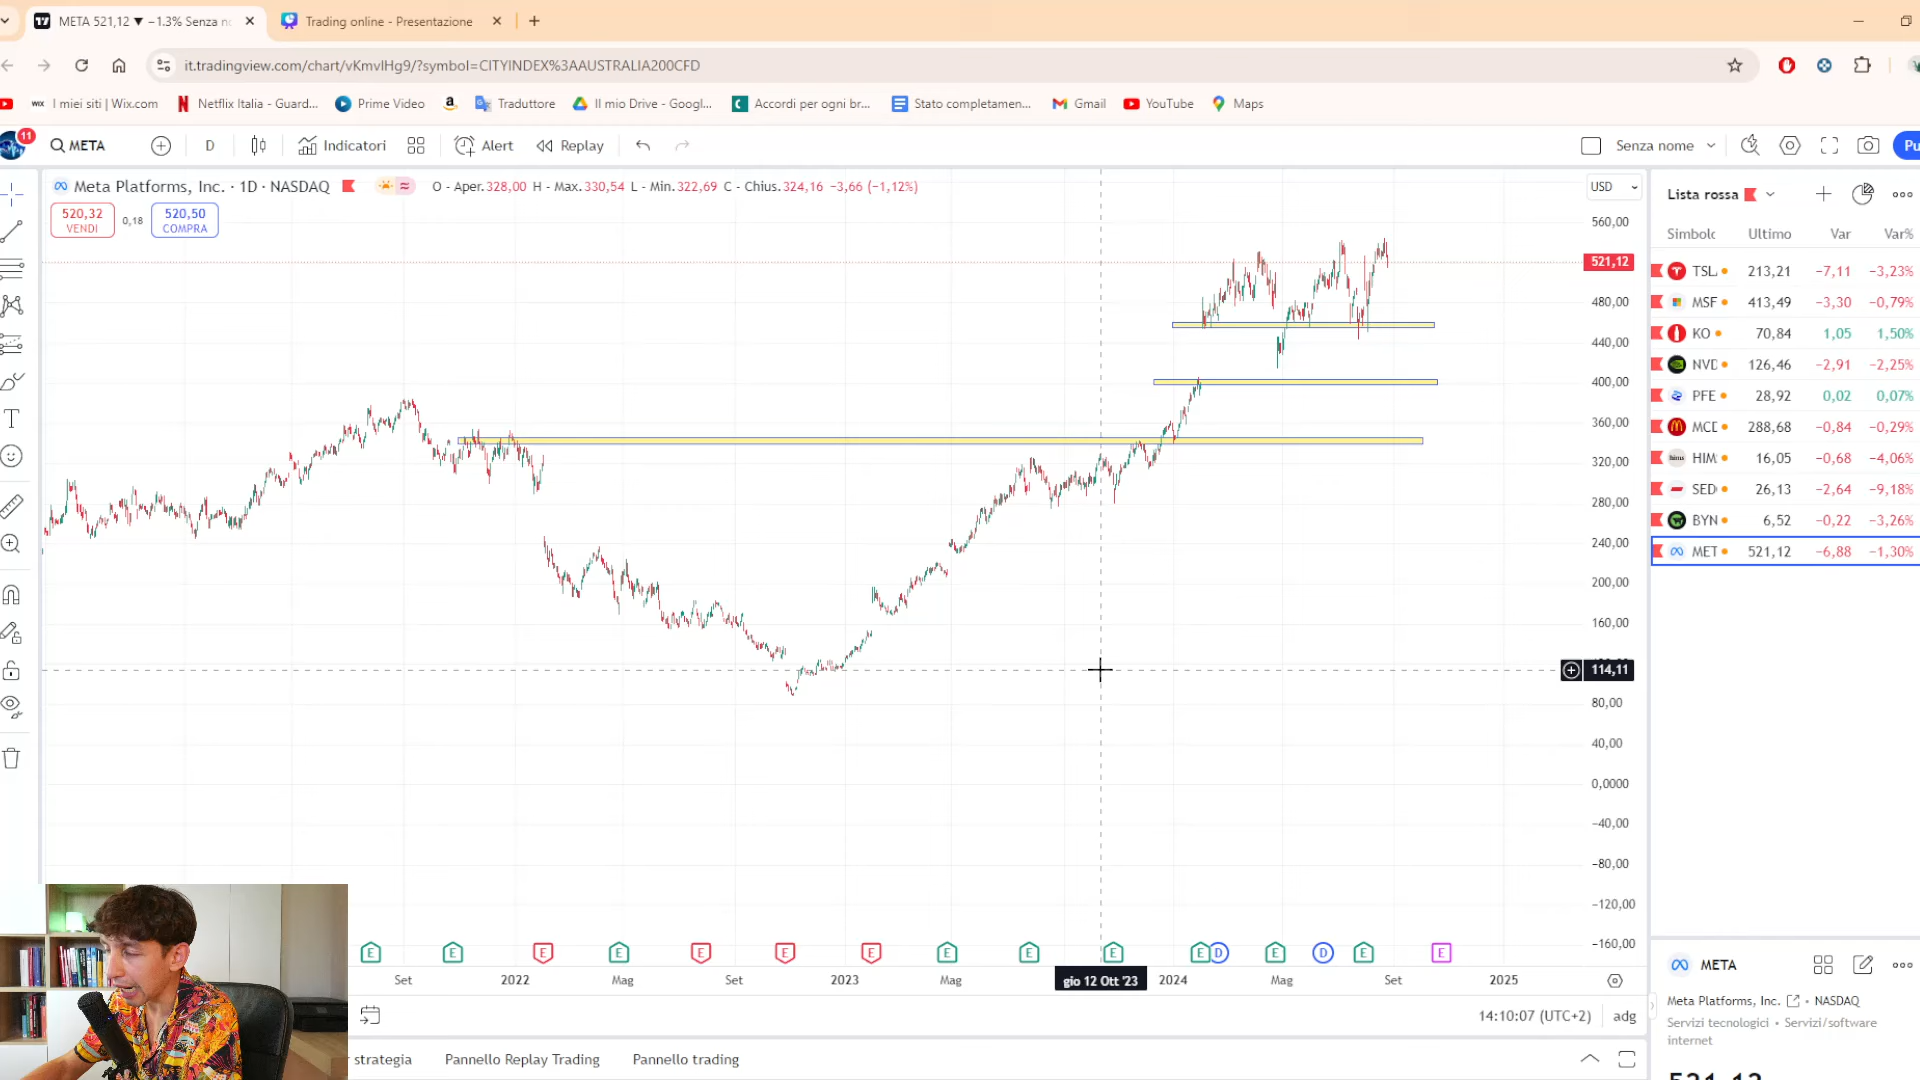 META 521,12 ▼ −1.3% Senza n
Trading online - Presentazione
it.tradingview.com/chart/vKmvlHg9/?symbol=CITYINDEX%3AAUSTRALIA200CFD
WIX I miei siti | Wix.com
Netflix Italia - Guard...
Prime Video
Traduttore
Il mio Drive - Googl...
Accordi per ogni br...
Stato completamen...
Gmail
YouTube
Maps
11
META
D
Indicatori
Alert
Replay
Senza nome
Pu
Meta Platforms, Inc. · 1D · NASDAQ
O - Aper.328,00 H - Max.330,54 L - Min.322,69 C - Chius.324,16 −3,66 (−1,12%)
USD
520,32
VENDI
0,18
520,50
COMPRA
560,00
521,12
480,00
440,00
400,00
360,00
320,00
280,00
240,00
200,00
160,00
114,11
80,00
40,00
0,0000
−40,00
−80,00
−120,00
−160,00
E E E E E E E E E E E D E D E E
Set 2022 Mag Set 2023 Mag gio 12 Ott '23 2024 Mag Set 2025
14:10:07 (UTC+2)
adg
strategia
Pannello Replay Trading
Pannello trading
Lista rossa
Simbolo Ultimo Var Var%
TSL 213,21 −7,11 −3,23%
MSF 413,49 −3,30 −0,79%
KO 70,84 1,05 1,50%
NVD 126,46 −2,91 −2,25%
PFE 28,92 0,02 0,07%
MCD 288,68 −0,84 −0,29%
hims HIM 16,05 −0,68 −4,06%
SED 26,13 −2,64 −9,18%
BYN 6,52 −0,22 −3,26%
MET 521,12 −6,88 −1,30%
META
Meta Platforms, Inc. • NASDAQ
Servizi tecnologici • Servizi/software
internet
521,12